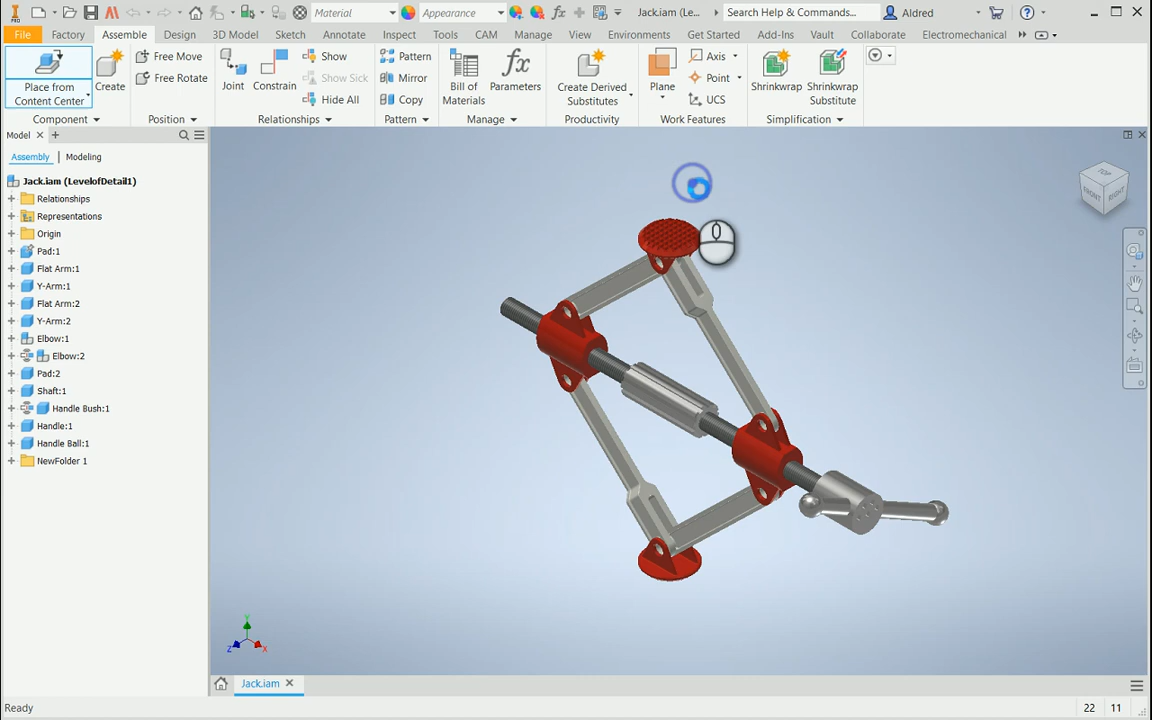 PRO
Material
Appearance
Jack.iam (Le...
Search Help & Commands...
Aldred
File
Factory
Assemble
Design
3D Model
Sketch
Annotate
Inspect
Tools
CAM
Manage
View
Environments
Get Started
Add-Ins
Vault
Collaborate
Electromechanical
Place from
Content Center
Create
Free Move
Free Rotate
Joint
Constrain
Show
Show Sick
Hide All
Pattern
Mirror
Copy
Bill of
Materials
fx
Parameters
Create Derived
Substitutes
Plane
Axis
Point
UCS
Shrinkwrap
Shrinkwrap
Substitute
Component
Position
Relationships
Pattern
Manage
Productivity
Work Features
Simplification
Model
Assembly
Modeling
Jack.iam (LevelofDetail1)
Relationships
Representations
Origin
Pad:1
Flat Arm:1
Y-Arm:1
Flat Arm:2
Y-Arm:2
Elbow:1
Elbow:2
Pad:2
Shaft:1
Handle Bush:1
Handle:1
Handle Ball:1
NewFolder 1
TOP
FRONT
RIGHT
Y
Z
X
Jack.iam
Ready
22
11